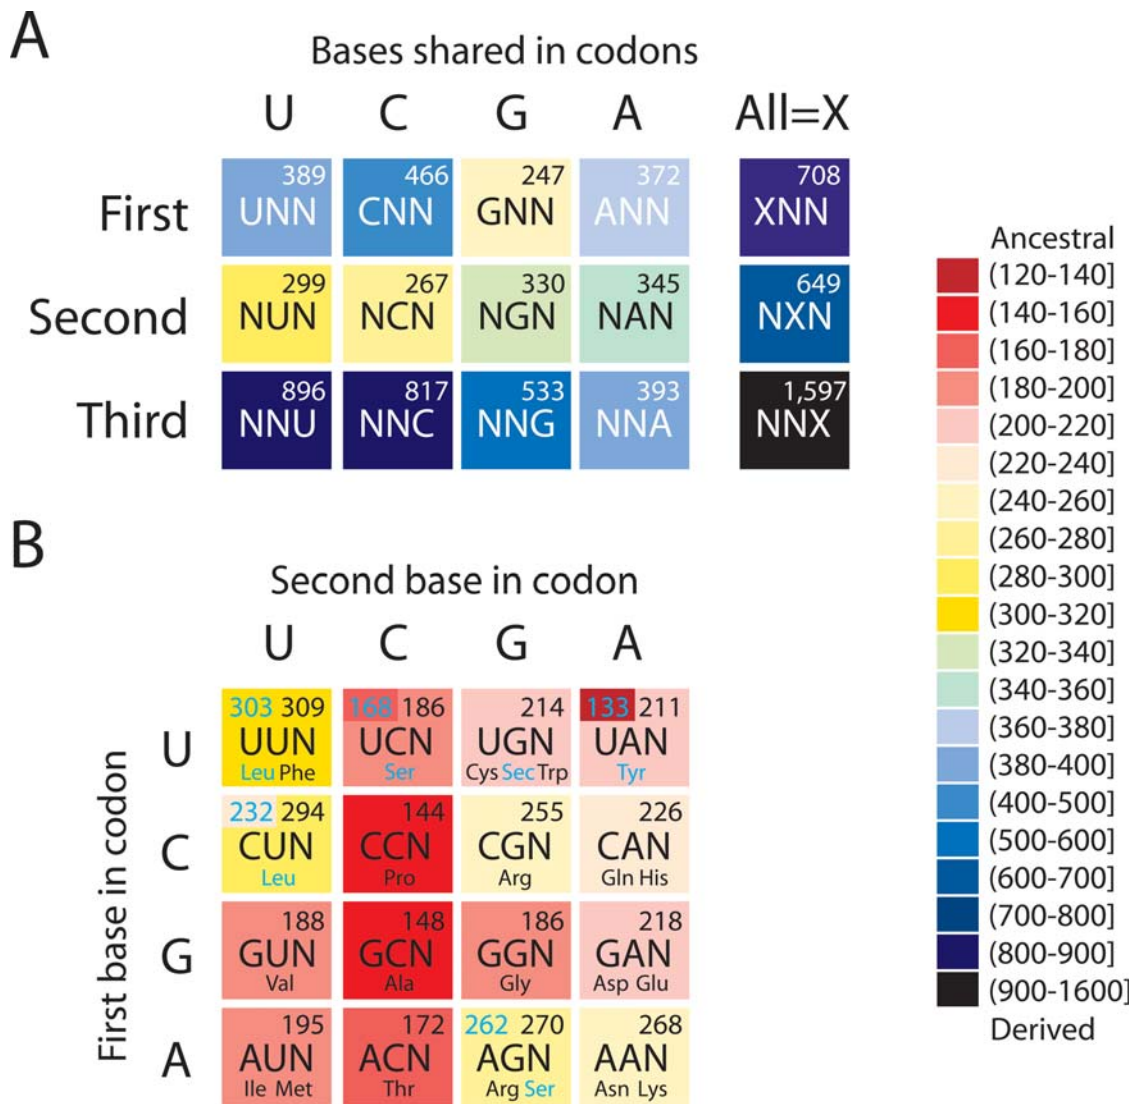 A
Bases shared in codons
U C G A All=X
First
389 466 247 372 708
UNN CNN GNN ANN XNN
Second
299 267 330 345 649
NUN NCN NGN NAN NXN
Third
896 817 533 393 1,597
NNU NNC NNG NNA NNX
Ancestral
(120-140]
(140-160]
(160-180]
(180-200]
(200-220]
(220-240]
(240-260]
(260-280]
(280-300]
(300-320]
(320-340]
(340-360]
(360-380]
(380-400]
(400-500]
(500-600]
(600-700]
(700-800]
(800-900]
(900-1600]
Derived
B
Second base in codon
U C G A
First base in codon
U
303 309 168 186 214 133 211
UUN UCN UGN UAN
Leu Phe Ser Cys Sec Trp Tyr
C
232 294 144 255 226
CUN CCN CGN CAN
Leu Pro Arg Gln His
G
188 148 186 218
GUN GCN GGN GAN
Val Ala Gly Asp Glu
A
195 172 262 270 268
AUN ACN AGN AAN
Ile Met Thr Arg Ser Asn Lys